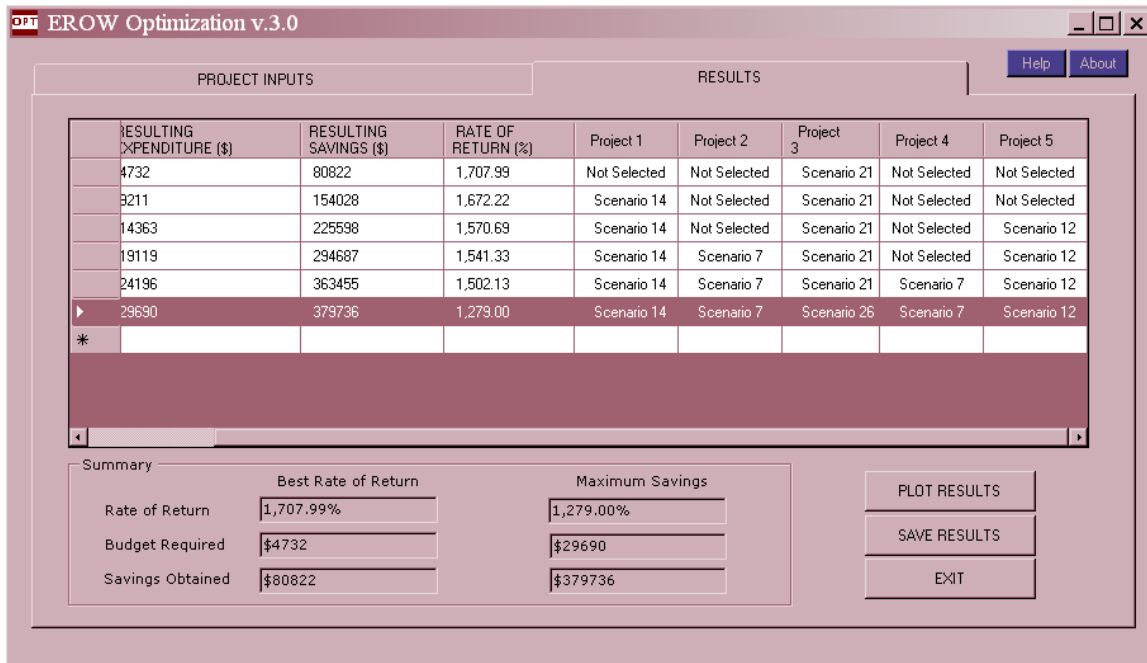 OPT EROW Optimization v.3.0
Help About
PROJECT INPUTS RESULTS
RESULTING EXPENDITURE ($) RESULTING SAVINGS ($) RATE OF RETURN (%) Project 1 Project 2 Project 3 Project 4 Project 5
4732 80822 1,707.99 Not Selected Not Selected Scenario 21 Not Selected Not Selected
9211 154028 1,672.22 Scenario 14 Not Selected Scenario 21 Not Selected Not Selected
14363 225598 1,570.69 Scenario 14 Not Selected Scenario 21 Not Selected Scenario 12
19119 294687 1,541.33 Scenario 14 Scenario 7 Scenario 21 Not Selected Scenario 12
24196 363455 1,502.13 Scenario 14 Scenario 7 Scenario 21 Scenario 7 Scenario 12
29690 379736 1,279.00 Scenario 14 Scenario 7 Scenario 26 Scenario 7 Scenario 12
Summary
Best Rate of Return Maximum Savings
Rate of Return 1,707.99% 1,279.00%
Budget Required $4732 $29690
Savings Obtained $80822 $379736
PLOT RESULTS
SAVE RESULTS
EXIT